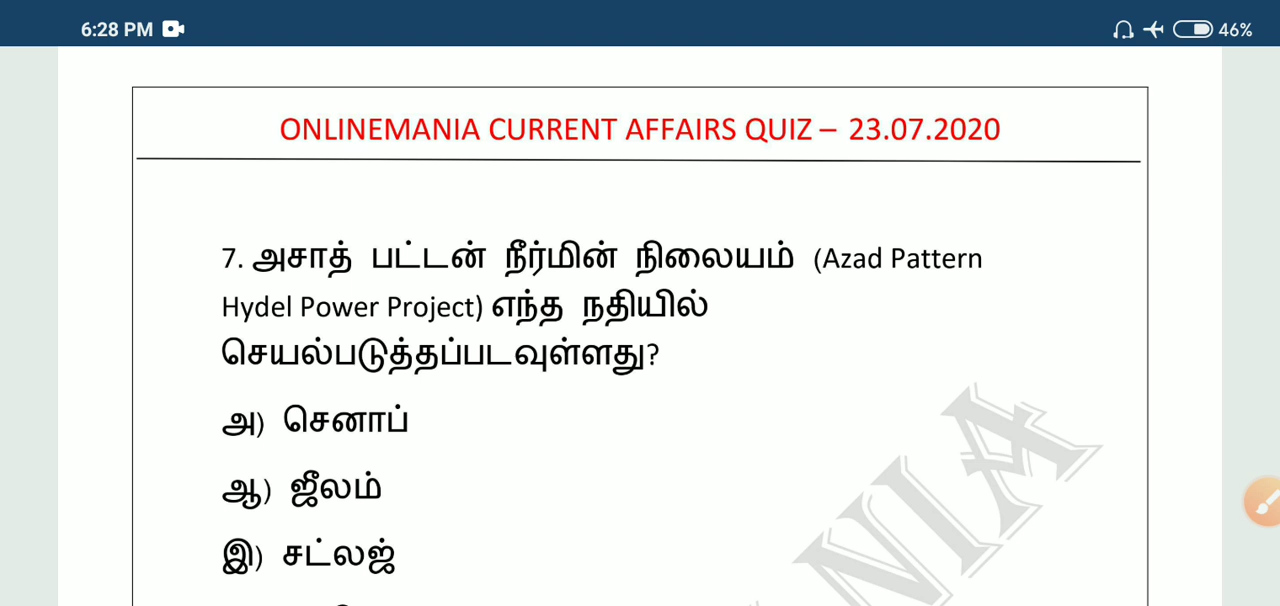 6:28 PM 46%
ONLINEMANIA CURRENT AFFAIRS QUIZ – 23.07.2020
7. அசாத் பட்டன் நீர்மின் நிலையம் (Azad Pattern
Hydel Power Project) எந்த நதியில்
செயல்படுத்தப்படவுள்ளது?
அ) செனாப்
ஆ) ஜீலம்
இ) சட்லஜ்
NIA